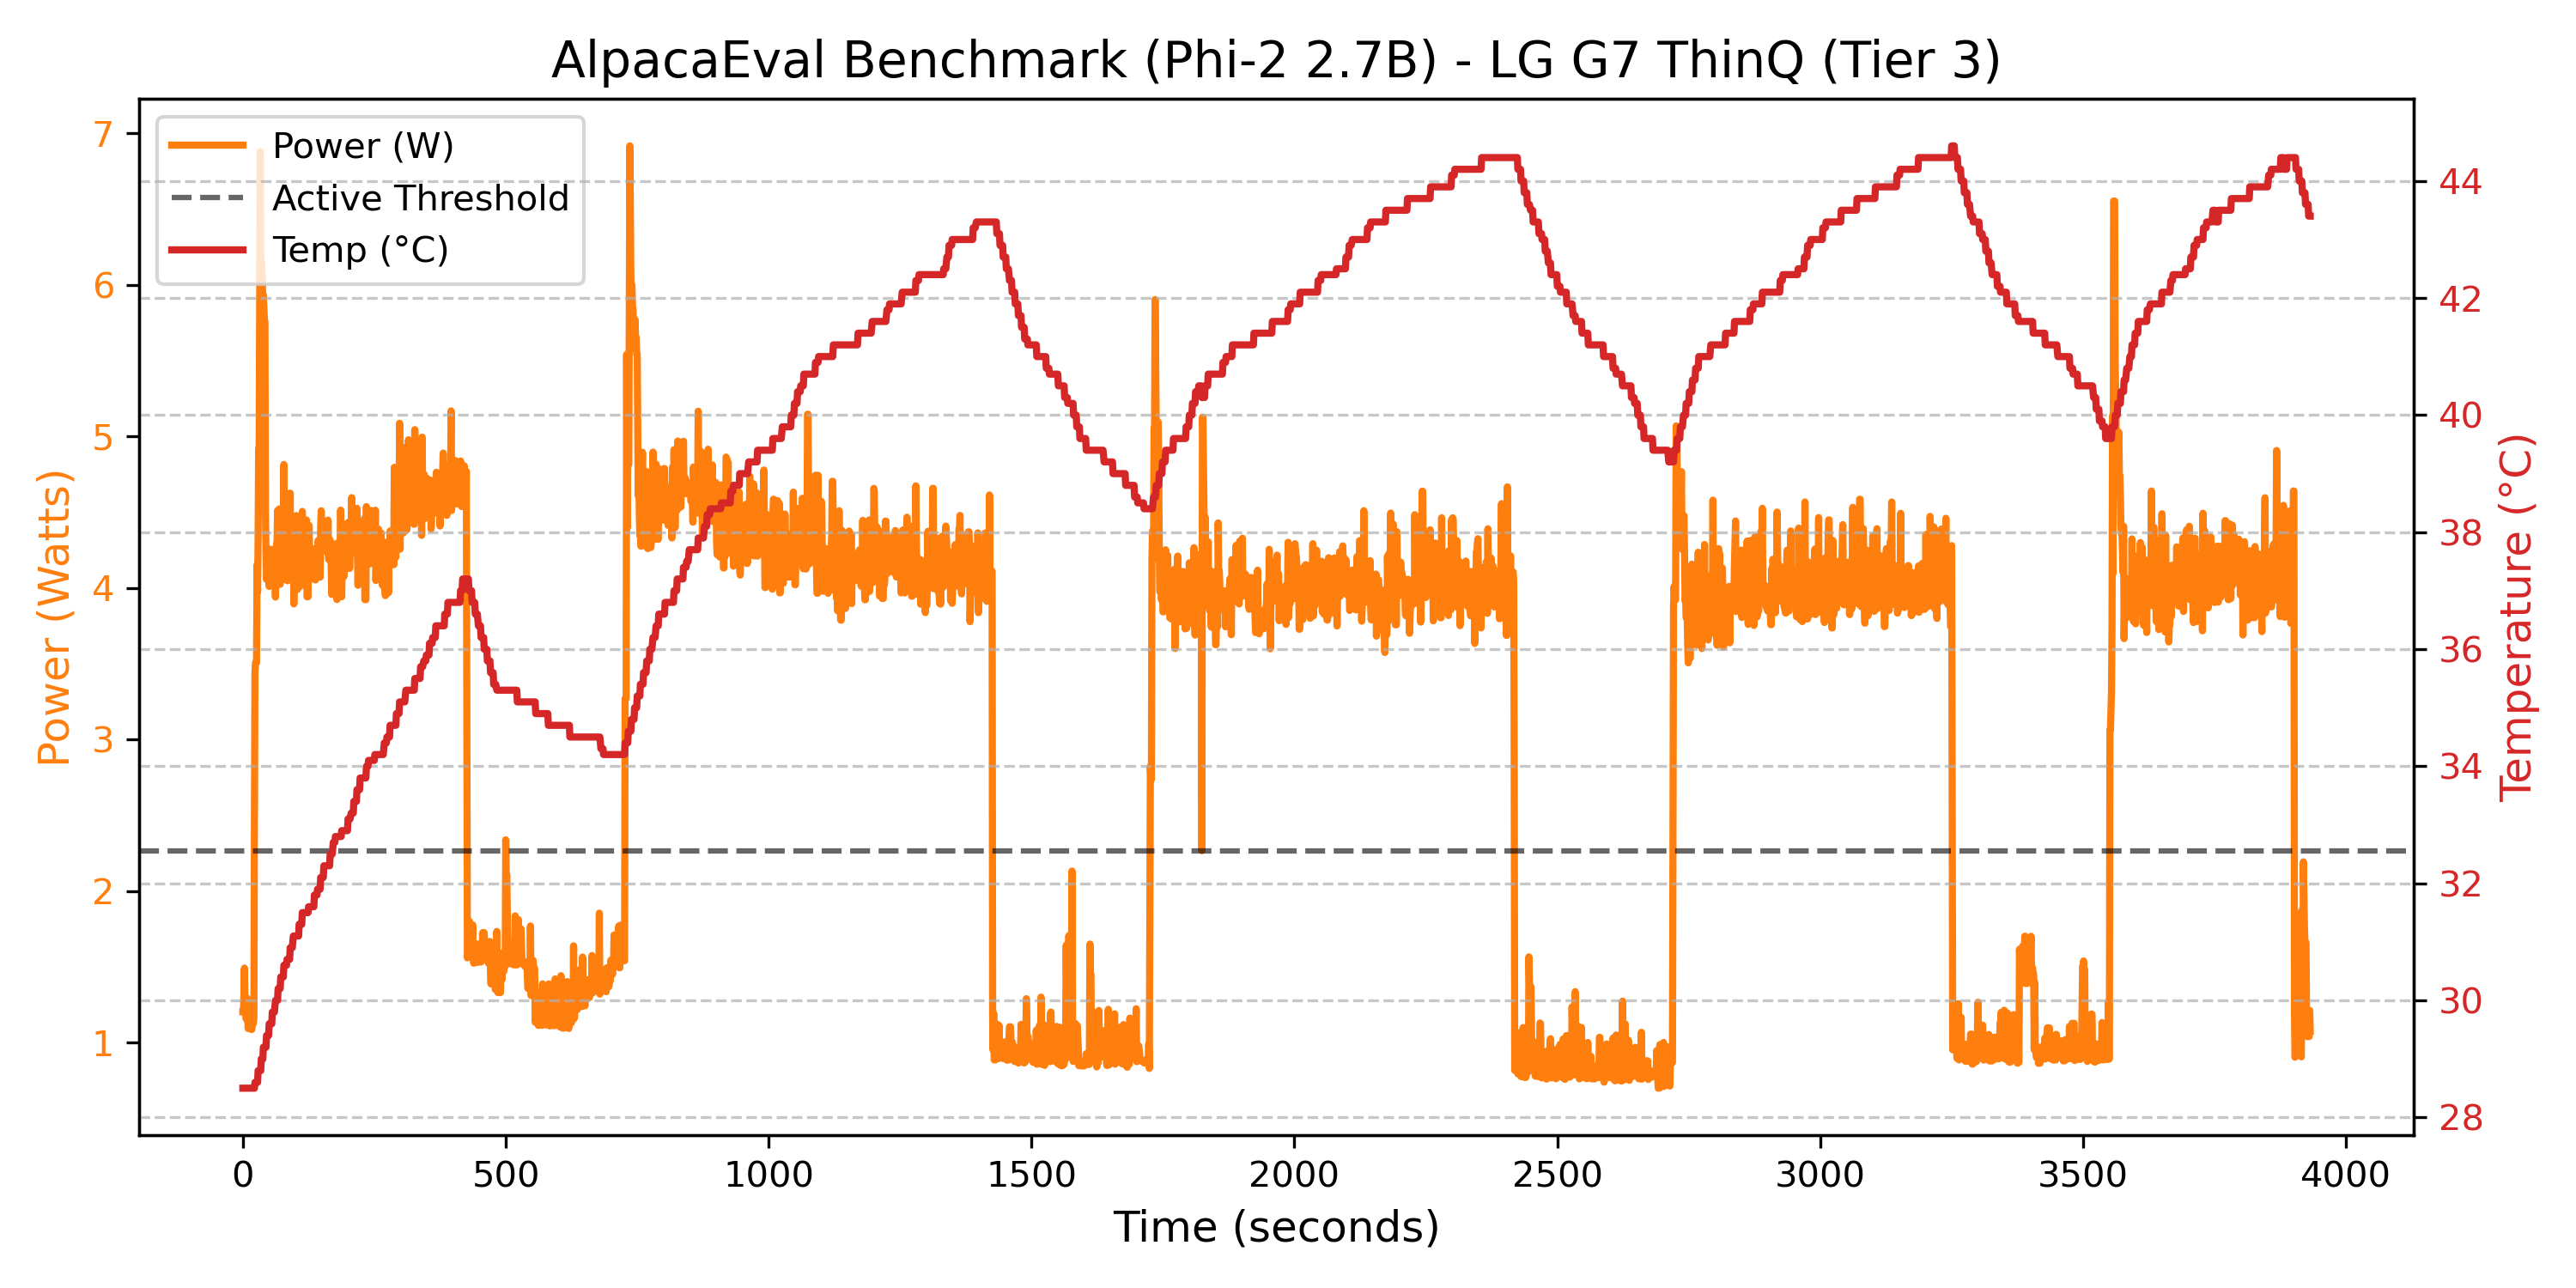 AlpacaEval Benchmark (Phi-2 2.7B) - LG G7 ThinQ (Tier 3)
Power (W)
Active Threshold
Temp (°C)
Power (Watts)
7
6
5
4
3
2
1
Temperature (°C)
44
42
40
38
36
34
32
30
28
0 500 1000 1500 2000 2500 3000 3500 4000
Time (seconds)